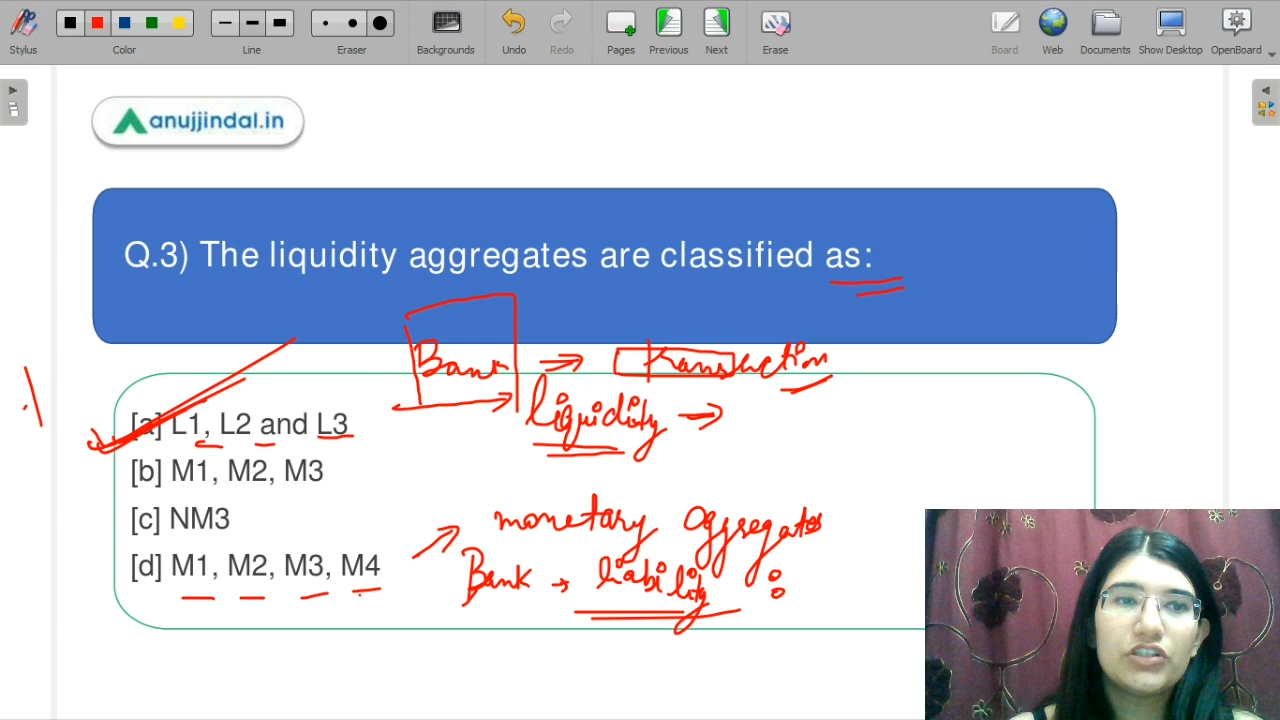 Stylus
Color
Line
Eraser
Backgrounds
Undo
Redo
Pages
Previous
Next
Erase
Board
Web
Documents
Show Desktop
OpenBoard
anujjindal.in
Q.3) The liquidity aggregates are classified as:
Bank → transaction
liquidity →
[a] L1, L2 and L3
[b] M1, M2, M3
[c] NM3
monetary aggregates
[d] M1, M2, M3, M4
Bank → liability :